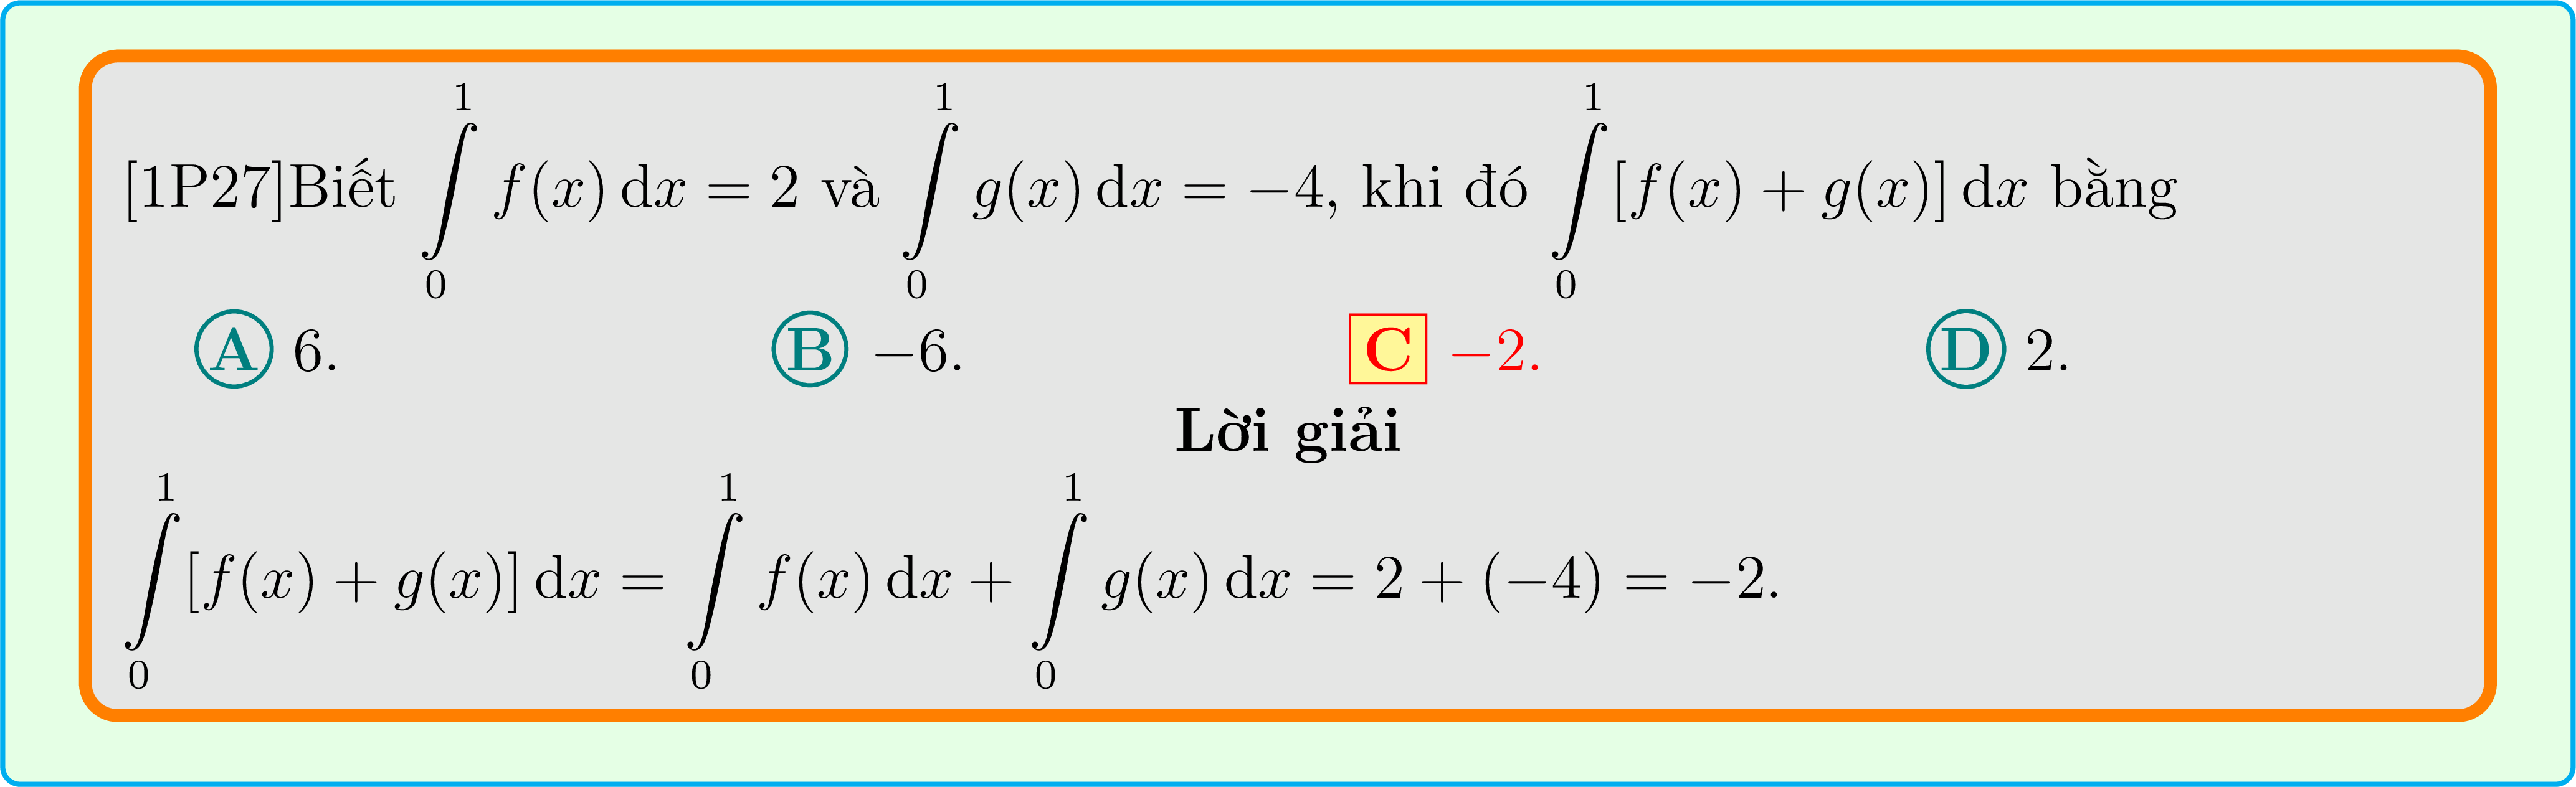 [1P27]Biết $\int\limits_0^1 f(x)\,\mathrm{d}x = 2$ và $\int\limits_0^1 g(x)\,\mathrm{d}x = -4$, khi đó $\int\limits_0^1 [f(x) + g(x)]\,\mathrm{d}x$ bằng
A 6. B −6. C −2. D 2.
Lời giải
$\int\limits_0^1 [f(x) + g(x)]\,\mathrm{d}x = \int\limits_0^1 f(x)\,\mathrm{d}x + \int\limits_0^1 g(x)\,\mathrm{d}x = 2 + (-4) = -2.$